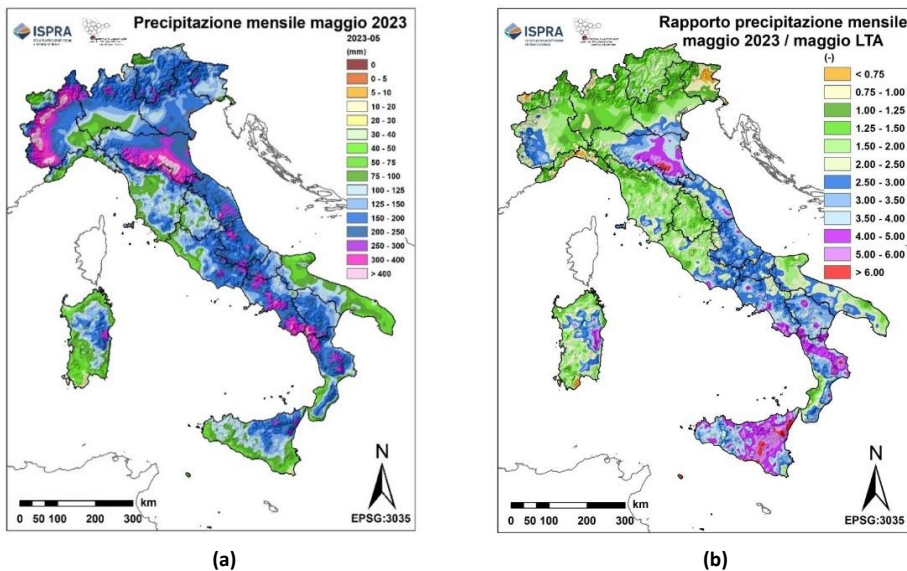 ISPRA
Precipitazione mensile maggio 2023
2023-05
(mm)
0
0 - 5
5 - 10
10 - 20
20 - 30
30 - 40
40 - 50
50 - 75
75 - 100
100 - 125
125 - 150
150 - 200
200 - 250
250 - 300
300 - 400
> 400
N
km
0 50 100 200 300
EPSG:3035
(a)
ISPRA
Rapporto precipitazione mensile
maggio 2023 / maggio LTA
(-)
< 0.75
0.75 - 1.00
1.00 - 1.25
1.25 - 1.50
1.50 - 2.00
2.00 - 2.50
2.50 - 3.00
3.00 - 3.50
3.50 - 4.00
4.00 - 5.00
5.00 - 6.00
> 6.00
N
km
0 50 100 200 300
EPSG:3035
(b)